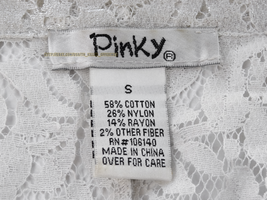 Pinky®
S
58% COTTON
26% NYLON
14% RAYON
2% OTHER FIBER
RN#106140
MADE IN CHINA
OVER FOR CARE